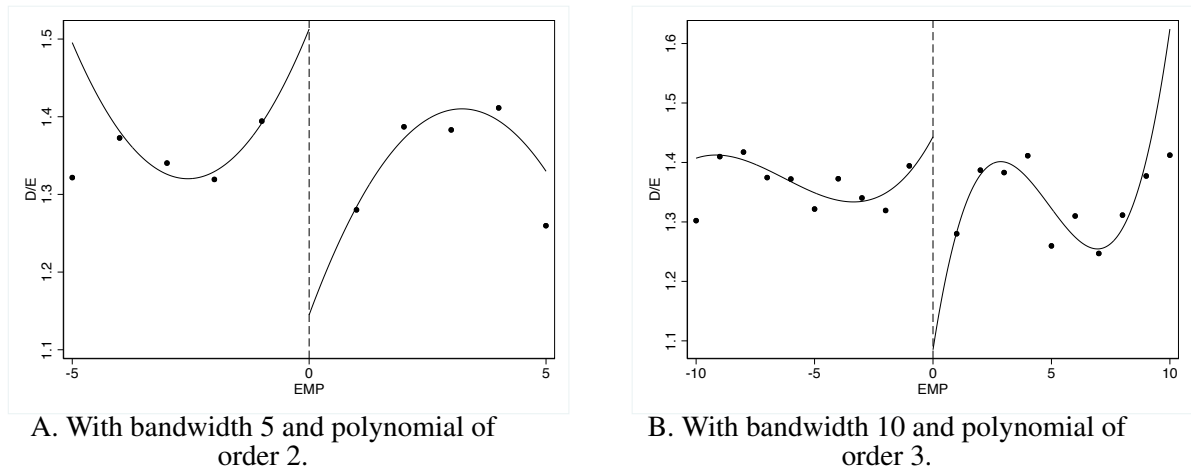 1.5
1.4
1.3
1.2
1.1
D/E
-5
0
5
EMP
A. With bandwidth 5 and polynomial of
order 2.
1.6
1.5
1.4
1.3
1.2
1.1
D/E
-10
-5
0
5
10
EMP
B. With bandwidth 10 and polynomial of
order 3.